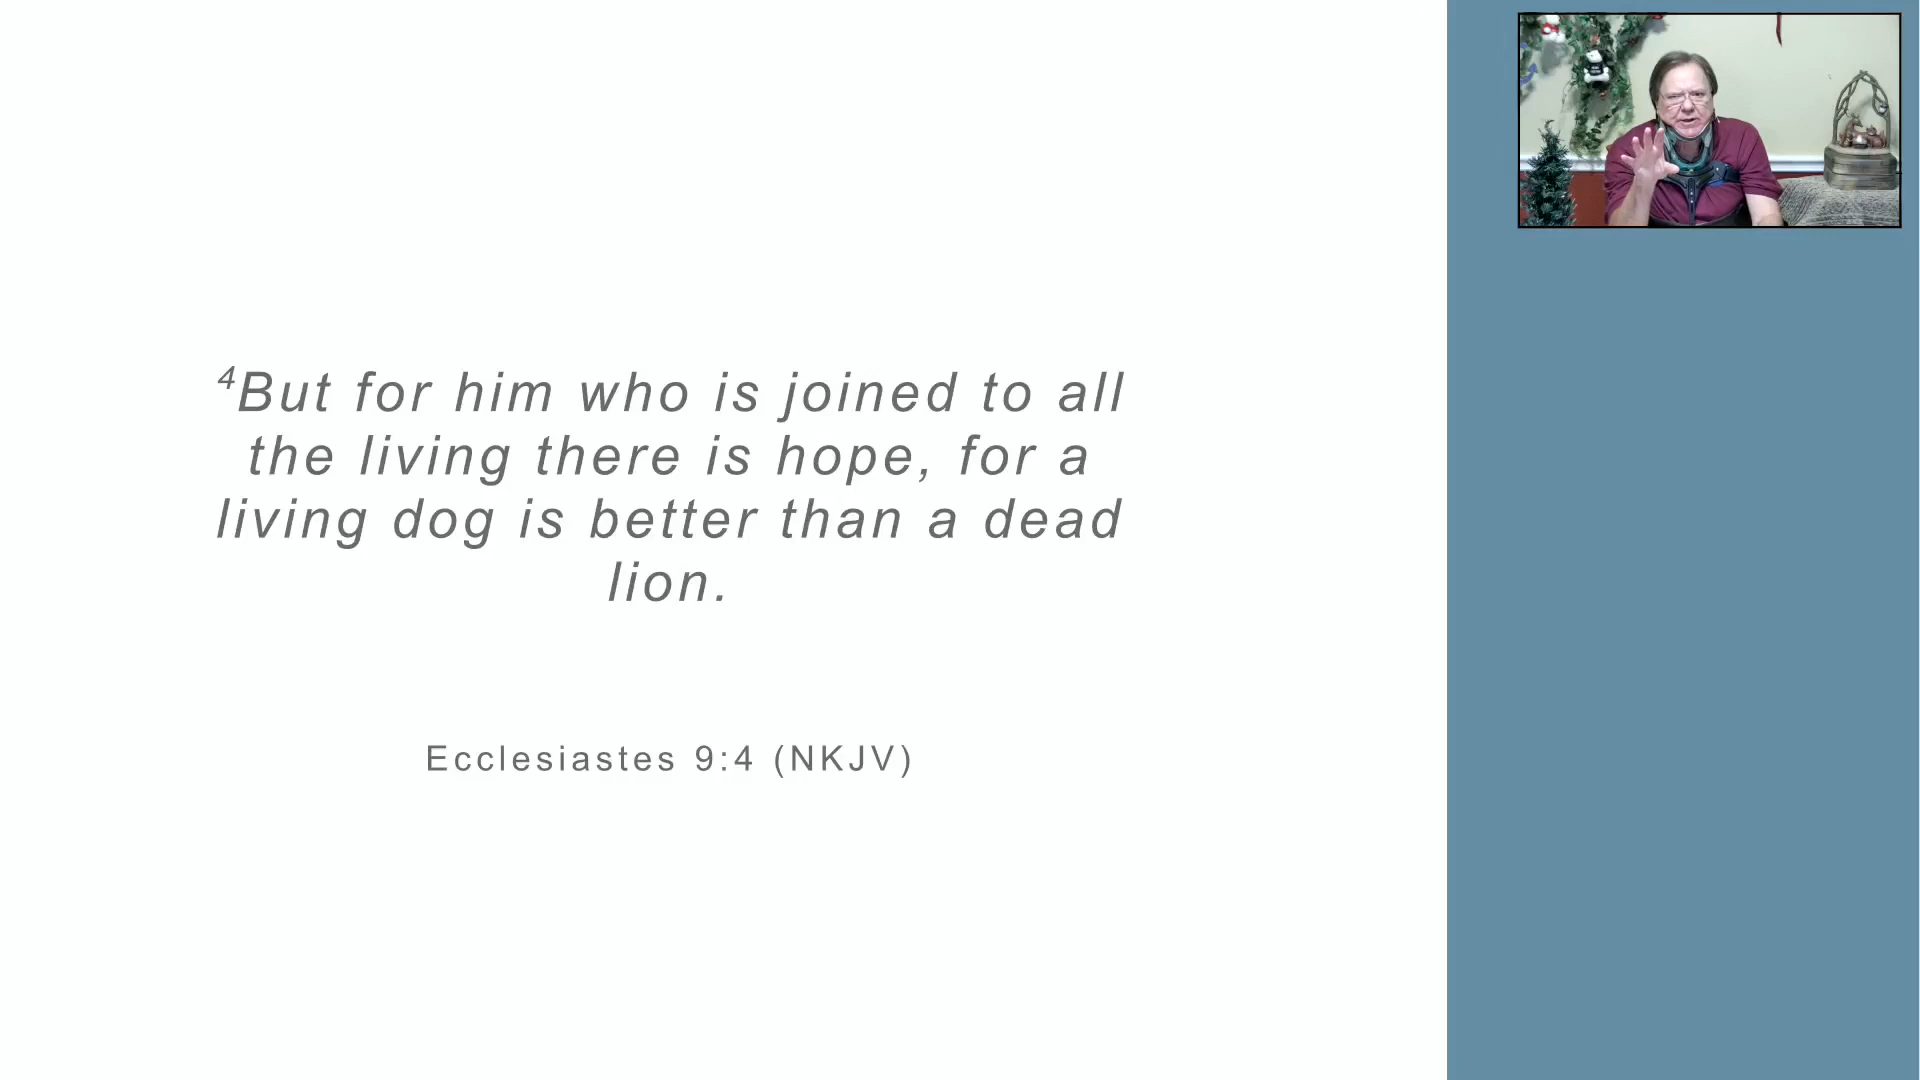 ⁴But for him who is joined to all
the living there is hope, for a
living dog is better than a dead
lion.
Ecclesiastes 9:4 (NKJV)